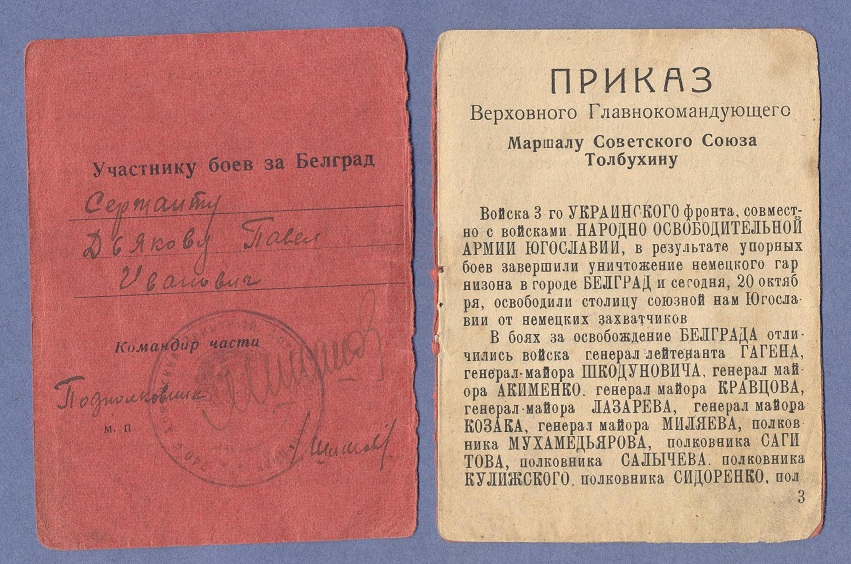 Участнику боев за Белград
Сержанту
Дьякову Павел
Иванович
Командир части
Подполковник
м. п
ПРИКАЗ
Верховного Главнокомандующего
Маршалу Советского Союза
Толбухину
Войска 3 го УКРАИНСКОГО фронта, совмест-
но с войсками НАРОДНО ОСВОБОДИТЕЛЬНОЙ
АРМИИ ЮГОСЛАВИИ, в результате упорных
боев завершили уничтожение немецкого гар
низона в городе БЕЛГРАД и сегодня, 20 октяб
ря, освободили столицу союзной нам Югосла-
вии от немецких захватчиков
В боях за освобождение БЕЛГРАДА отли-
чились войска генерал лейтенанта ГАГЕНА,
генерал-майора ШКОДУНОВИЧА, генерал май
ора АКИМЕНКО. генерал майора КРАВЦОВА,
генерал-майора ЛАЗАРЕВА, генерал майора
КОЗАКА, генерал майора МИЛЯЕВА, полков
ника МУХАМЕДЬЯРОВА, полковника САГИ
ТОВА, полковника САЛЫЧЕВА. полковника
КУЛИЖСКОГО, полковника СИДОРЕНКО, пол
3